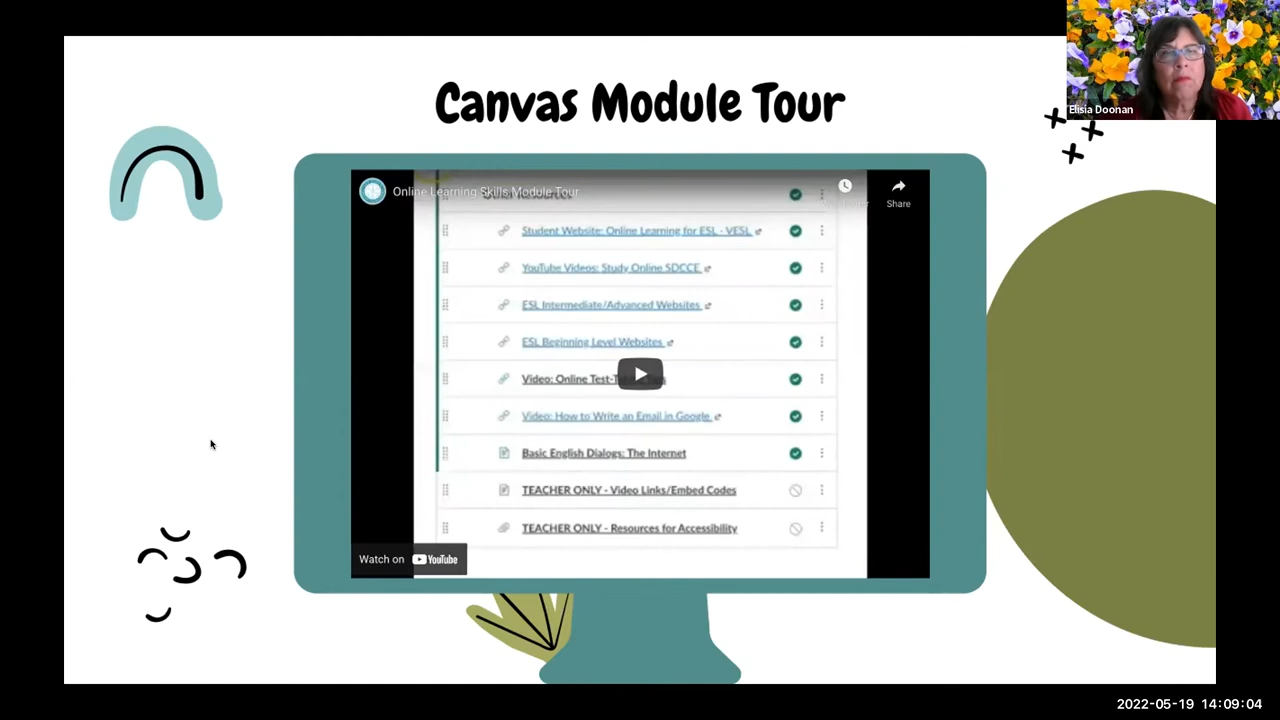 Canvas Module Tour
Elisia Doonan
Online Learning Skills Module Tour
Other Resources
Share
Student Website: Online Learning for ESL - VESL
YouTube Videos: Study Online SDCCE
ESL Intermediate/Advanced Websites
ESL Beginning Level Websites
Video: Online Test-
Video: How to Write an Email in Google
Basic English Dialogs: The Internet
TEACHER ONLY - Video Links/Embed Codes
TEACHER ONLY - Resources for Accessibility
Watch on YouTube
2022-05-19 14:09:04